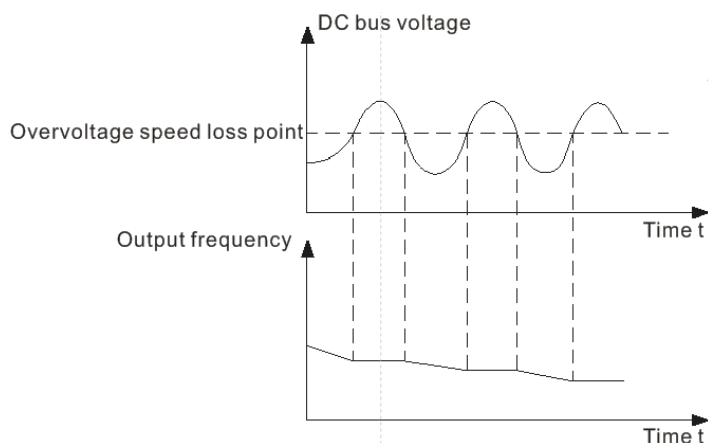 DC bus voltage
Overvoltage speed loss point
Time t
Output frequency
Time t